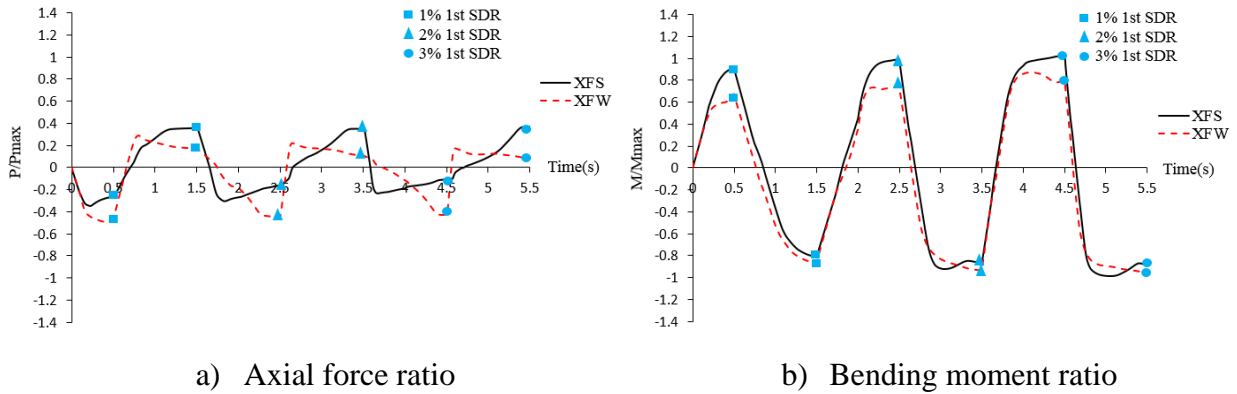 1.4
1.2
1
0.8
0.6
0.4
0.2
0
-0.2
-0.4
-0.6
-0.8
-1
-1.2
-1.4
P/Pmax
0 0.5 1 1.5 2 2.5 3 3.5 4 4.5 5 5.5
Time(s)
1% 1st SDR
2% 1st SDR
3% 1st SDR
XFS
XFW
a) Axial force ratio
1.4
1.2
1
0.8
0.6
0.4
0.2
0
-0.2
-0.4
-0.6
-0.8
-1
-1.2
-1.4
M/Mmax
0 0.5 1 1.5 2 2.5 3 3.5 4 4.5 5 5.5
Time(s)
1% 1st SDR
2% 1st SDR
3% 1st SDR
XFS
XFW
b) Bending moment ratio